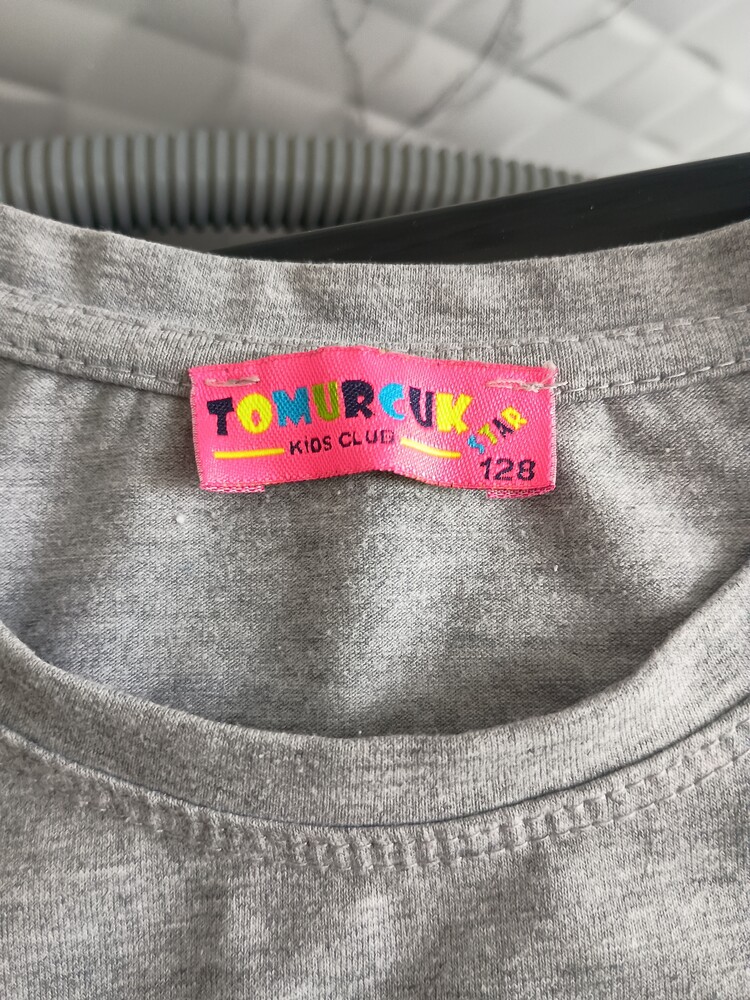 TOMURCUK
STAR
KiDS CLUB
128